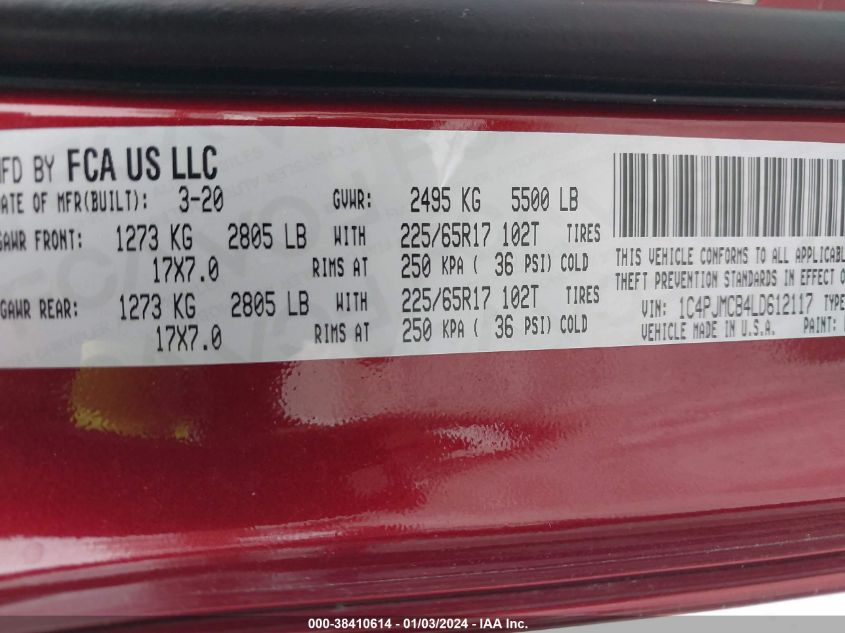 MFD BY FCA US LLC
DATE OF MFR(BUILT): 3-20 GVWR: 2495 KG 5500 LB
GAWR FRONT: 1273 KG 2805 LB WITH 225/65R17 102T TIRES
17X7.0 RIMS AT 250 KPA ( 36 PSI) COLD
GAWR REAR: 1273 KG 2805 LB WITH 225/65R17 102T TIRES
17X7.0 RIMS AT 250 KPA ( 36 PSI) COLD
THIS VEHICLE CONFORMS TO ALL APPLICABL
THEFT PREVENTION STANDARDS IN EFFECT O
VIN: 1C4PJMCB4LD612117 TYPE
VEHICLE MADE IN U.S.A. PAINT:
000-38410614 - 01/03/2024 - IAA